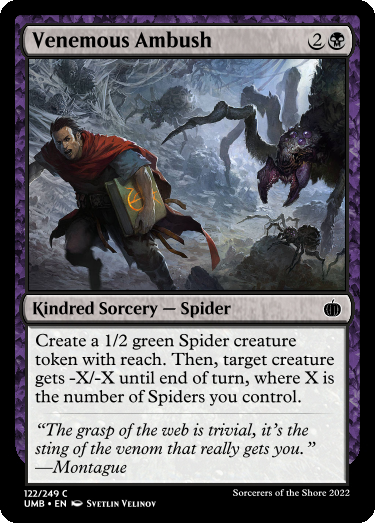 Venemous Ambush 2
Kindred Sorcery — Spider
Create a 1/2 green Spider creature
token with reach. Then, target creature
gets -X/-X until end of turn, where X is
the number of Spiders you control.
“The grasp of the web is trivial, it’s the
sting of the venom that really gets you.”
—Montague
122/249 C
UMB • EN Svetlin Velinov
Sorcerers of the Shore 2022